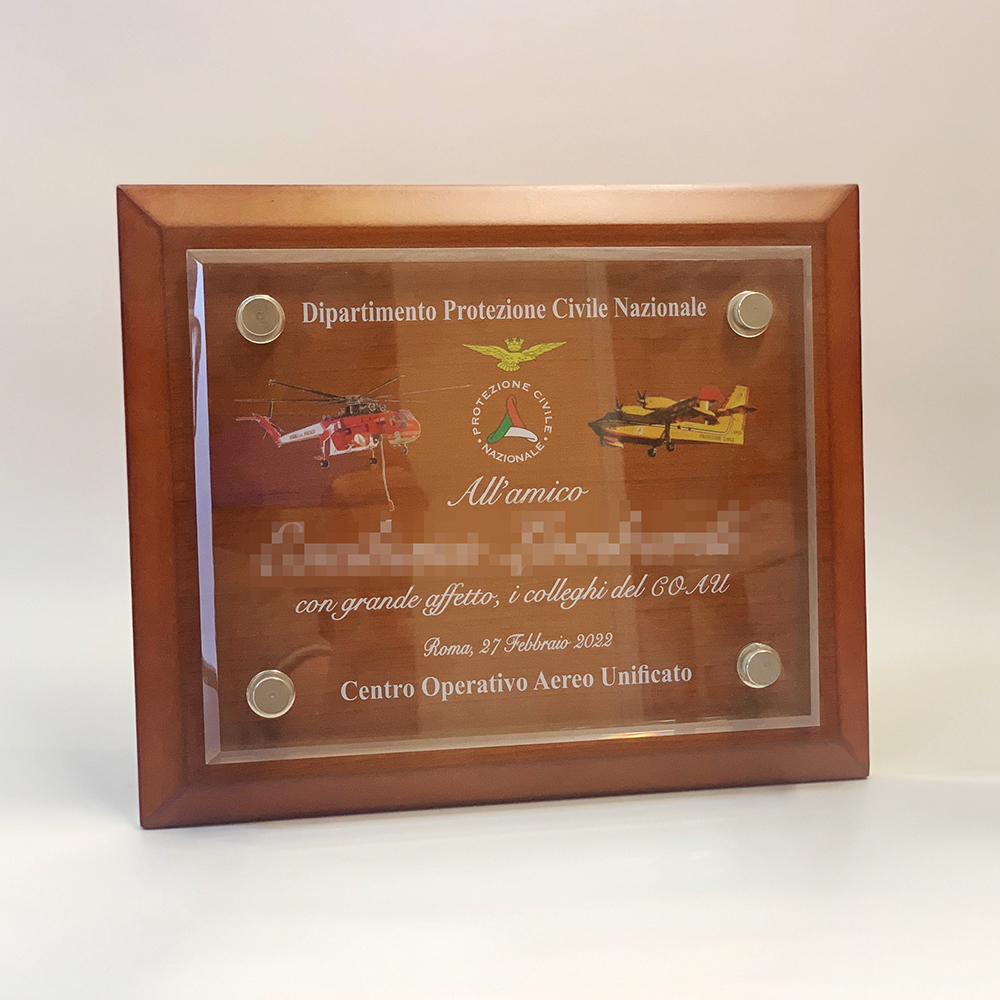 Dipartimento Protezione Civile Nazionale
PROTEZIONE CIVILE
NAZIONALE
All'amico
con grande affetto, i colleghi del COAU
Roma, 27 Febbraio 2022
Centro Operativo Aereo Unificato